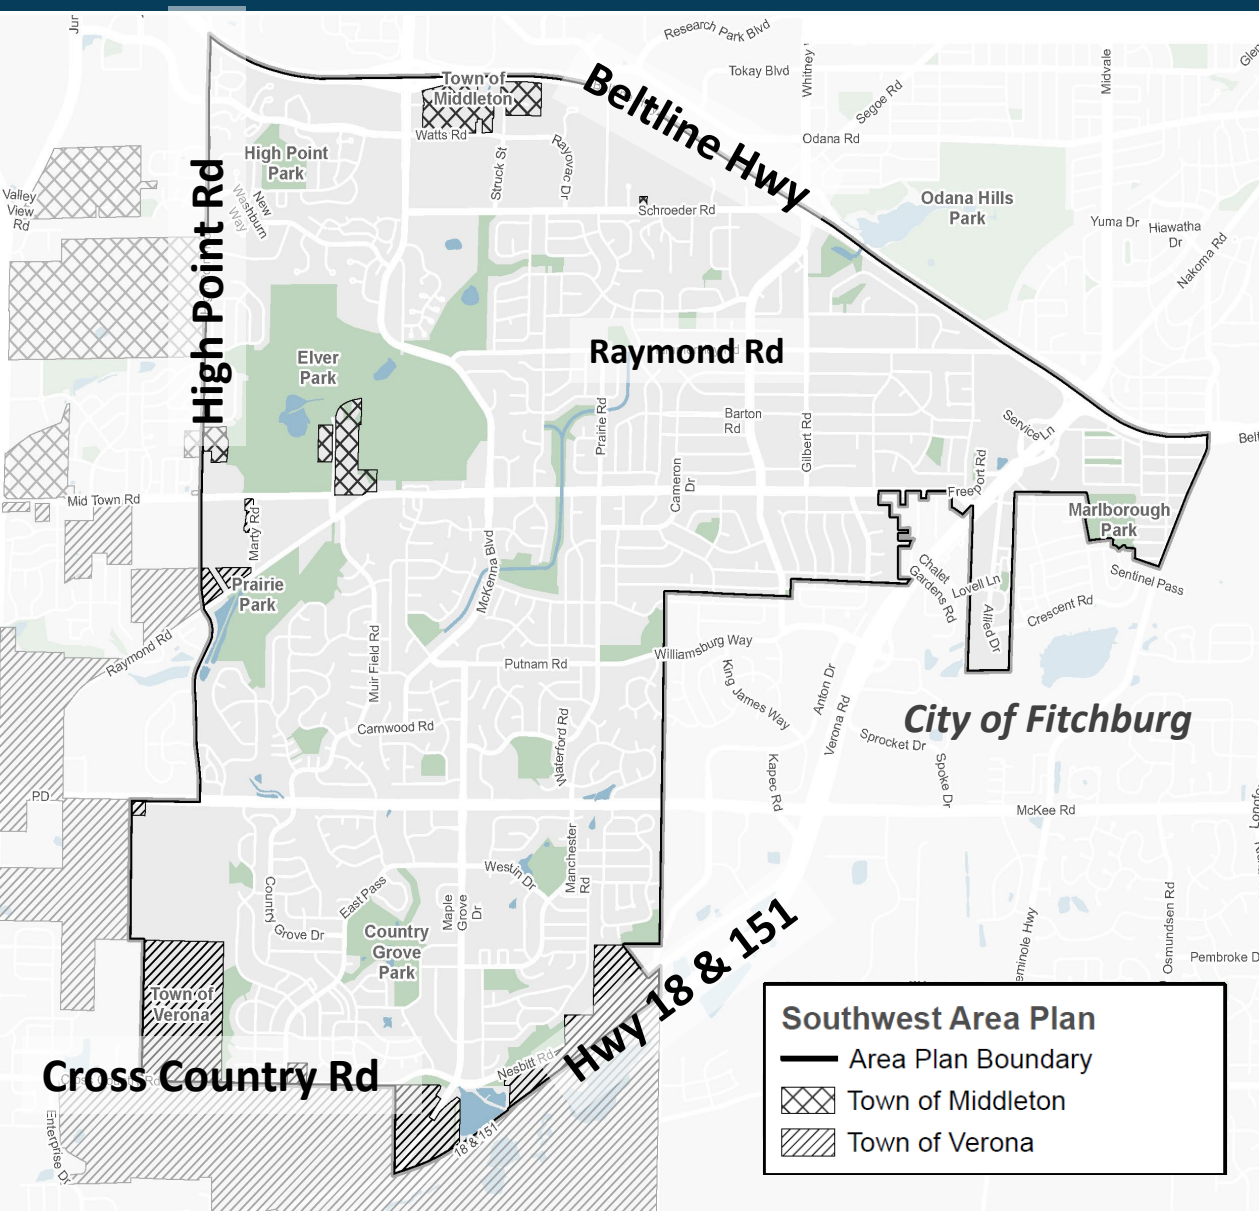 Jur
Research Park Blvd
Tokay Blvd
Whitney
Segoe Rd
Midvale
Glen
Odana Rd
Beltline Hwy
Town of
Middleton
Watts Rd
Struck St
Rayovac Dr
High Point
Park
New
Washburn
Way
High Point Rd
Valley
View
Rd
Schroeder Rd
Odana Hills
Park
Yuma Dr
Hiawatha
Dr
Nakoma Rd
Raymond Rd
Elver
Park
Prairie Rd
Barton
Rd
Gilbert Rd
Service Ln
Belt
Cameron
Dr
Freeport Rd
Mid Town Rd
Marty Rd
Marlborough
Park
McKenna Blvd
Chalet
Gardens Rd
Lovell Ln
Allied Dr
Sentinel Pass
Crescent Rd
Prairie
Park
Raymond Rd
Muir Field Rd
Putnam Rd
Williamsburg Way
King James Way
Anton Dr
Verona Rd
City of Fitchburg
Sprocket Dr
Spoke Dr
Camwood Rd
Waterford Rd
Kapec Rd
PD
McKee Rd
Manchester
Rd
Westin Dr
East Pass
Maple
Grove
Dr
Country
Grove Dr
Country
Grove
Park
Hwy 18 & 151
eminole Hwy
Osmundsen Rd
Pembroke D
Town of
Verona
Nesbitt Rd
Cross Country Rd
Enterprise Dr
18 & 151
Southwest Area Plan
Area Plan Boundary
Town of Middleton
Town of Verona